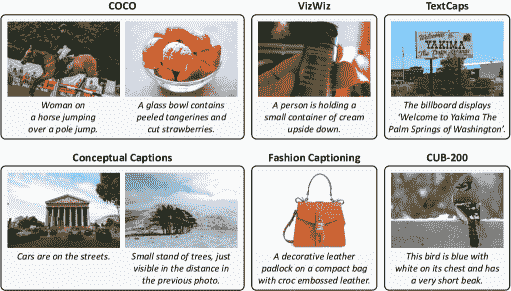 COCO
VizWiz
TextCaps
Welcome to
YAKIMA
The Palm Springs
Woman on
a horse jumping
over a pole jump.
A glass bowl contains
peeled tangerines and
cut strawberries.
A person is holding a
small container of cream
upside down.
The billboard displays
‘Welcome to Yakima The
Palm Springs of Washington’.
Conceptual Captions
Fashion Captioning
CUB-200
Cars are on the streets.
Small stand of trees, just
visible in the distance in
the previous photo.
A decorative leather
padlock on a compact bag
with croc embossed leather.
This bird is blue with
white on its chest and has
a very short beak.